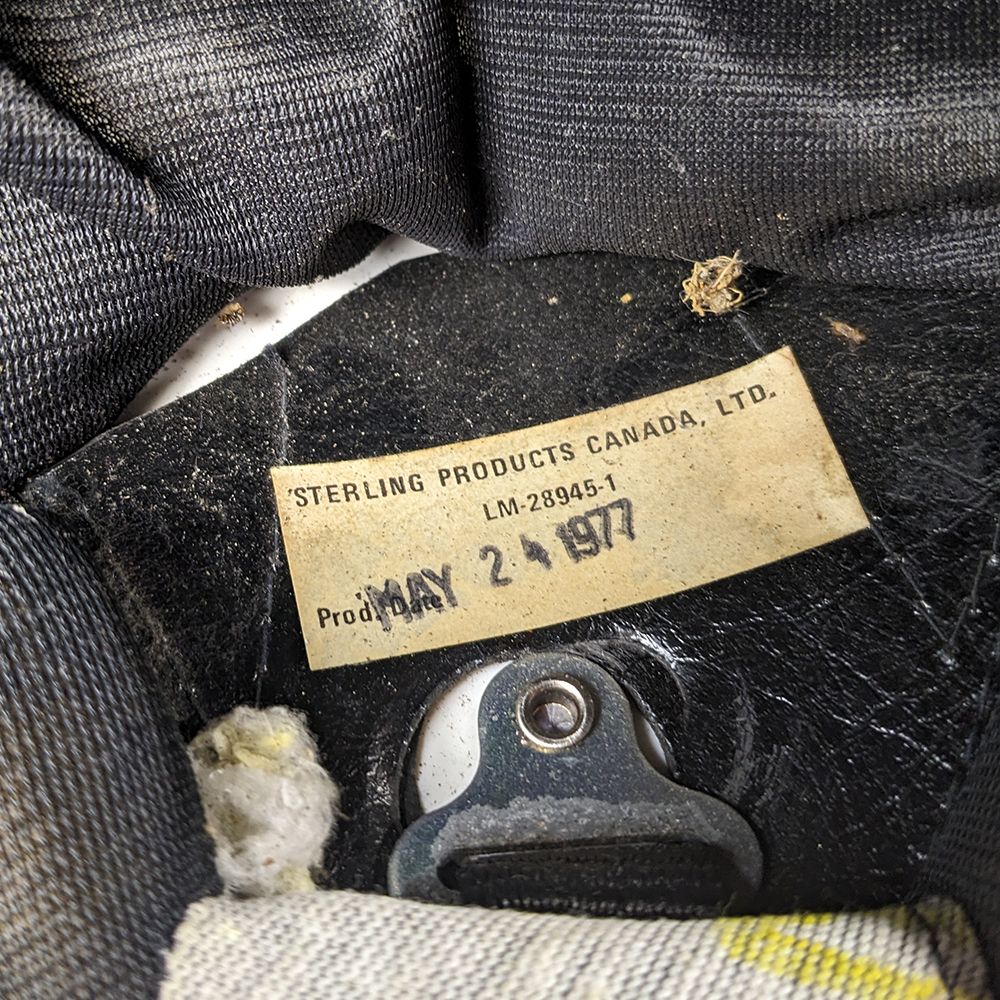 STERLING PRODUCTS CANADA, LTD.
LM-28945-1
MAY 24 1977
Prod. Date